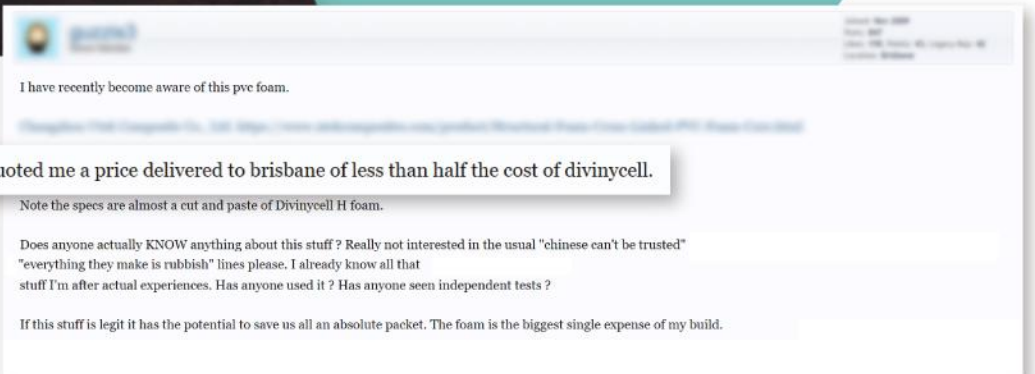 I have recently become aware of this pvc foam.
uoted me a price delivered to brisbane of less than half the cost of divinycell.
Note the specs are almost a cut and paste of Divinycell H foam.
Does anyone actually KNOW anything about this stuff ? Really not interested in the usual "chinese can't be trusted"
"everything they make is rubbish" lines please. I already know all that
stuff I'm after actual experiences. Has anyone used it ? Has anyone seen independent tests ?
If this stuff is legit it has the potential to save us all an absolute packet. The foam is the biggest single expense of my build.